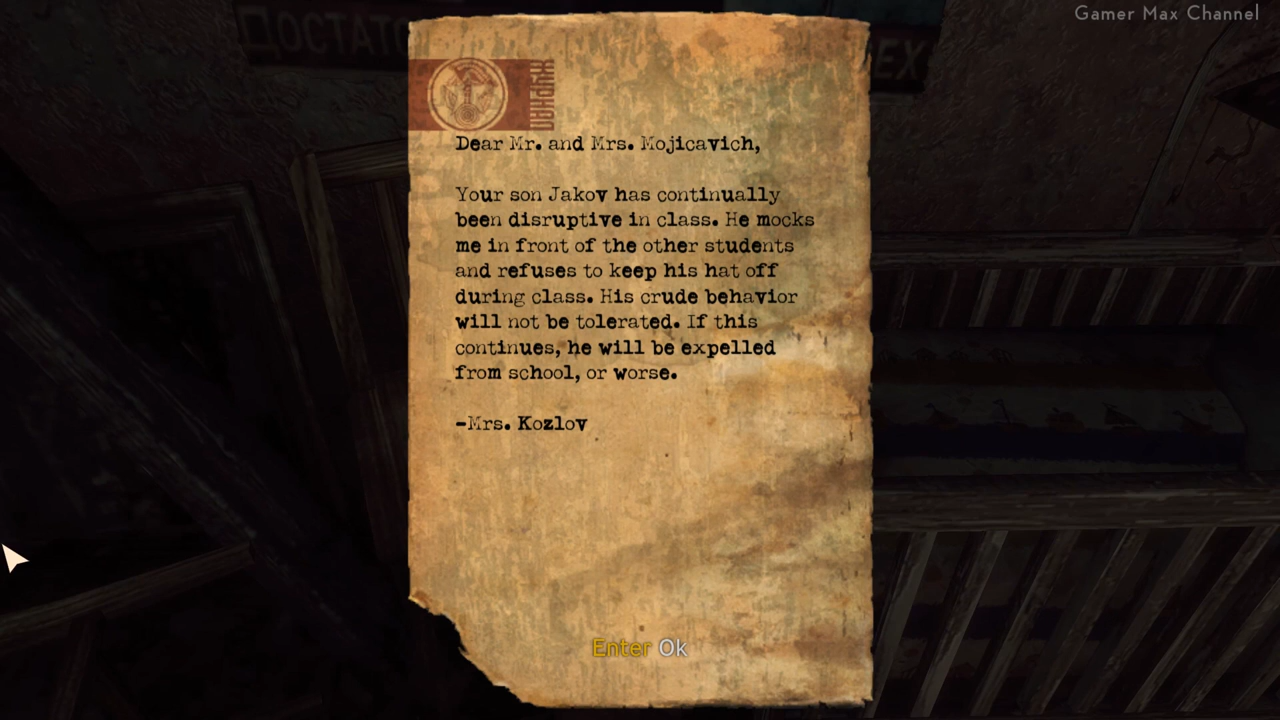 Gamer Max Channel
Dear Mr. and Mrs. Mojicavich,
Your son Jakov has continually
been disruptive in class. He mocks
me in front of the other students
and refuses to keep his hat off
during class. His crude behavior
will not be tolerated. If this
continues, he will be expelled
from school, or worse.
-Mrs. Kozlov
Enter Ok